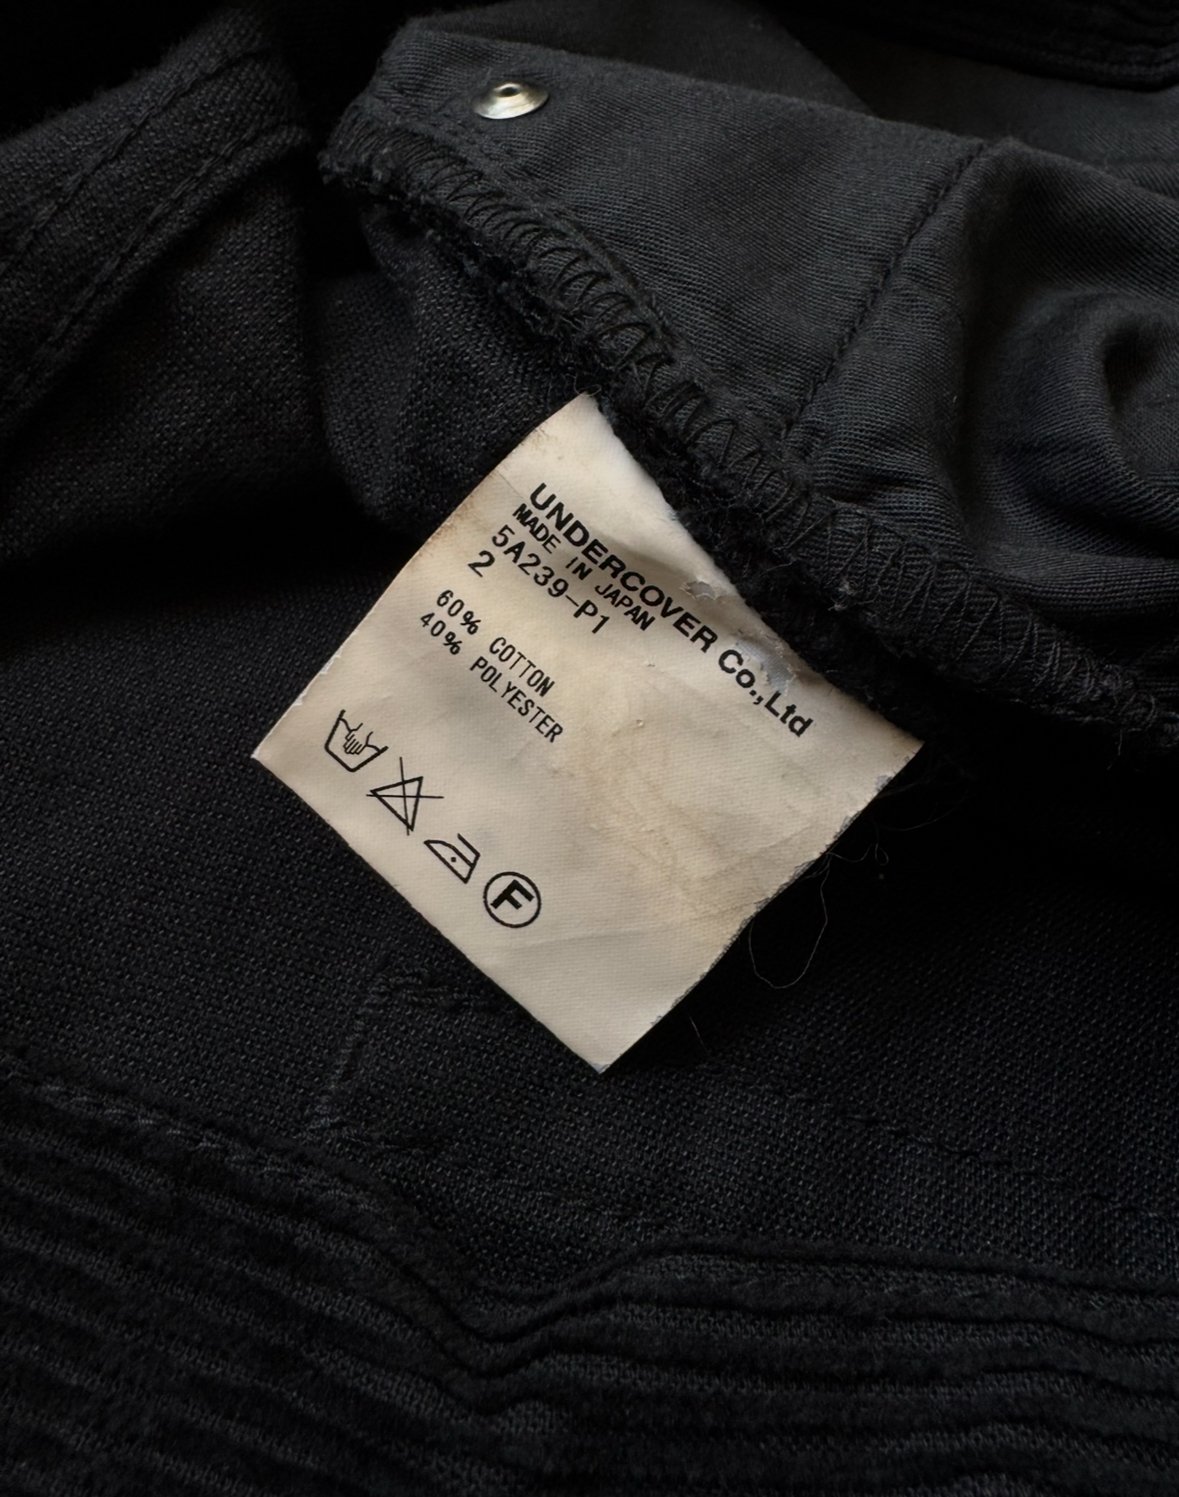 UNDERCOVER Co.,Ltd
MADE IN JAPAN
5A239-P1
2
60% COTTON
40% POLYESTER
F